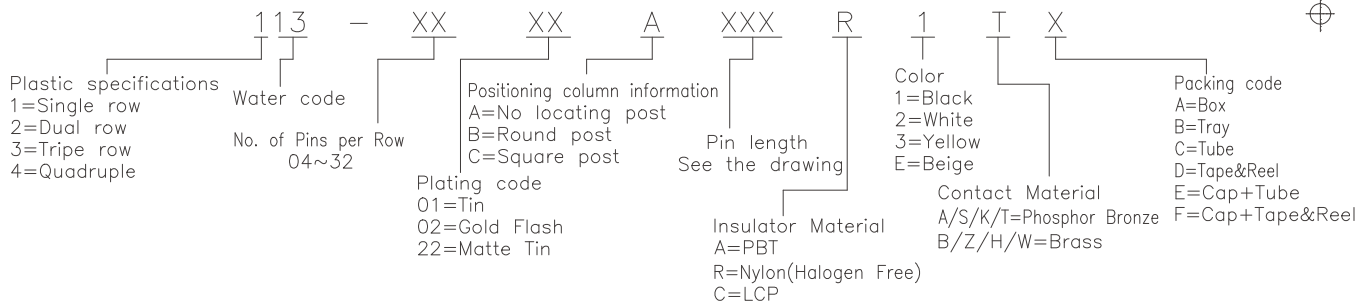 113 - XX XX A XXX R 1 T X
Plastic specifications
1=Single row
2=Dual row
3=Tripe row
4=Quadruple
Water code
No. of Pins per Row
04~32
Plating code
01=Tin
02=Gold Flash
22=Matte Tin
Positioning column information
A=No locating post
B=Round post
C=Square post
Pin length
See the drawing
Insulator Material
A=PBT
R=Nylon(Halogen Free)
C=LCP
Color
1=Black
2=White
3=Yellow
E=Beige
Contact Material
A/S/K/T=Phosphor Bronze
B/Z/H/W=Brass
Packing code
A=Box
B=Tray
C=Tube
D=Tape&Reel
E=Cap+Tube
F=Cap+Tape&Reel